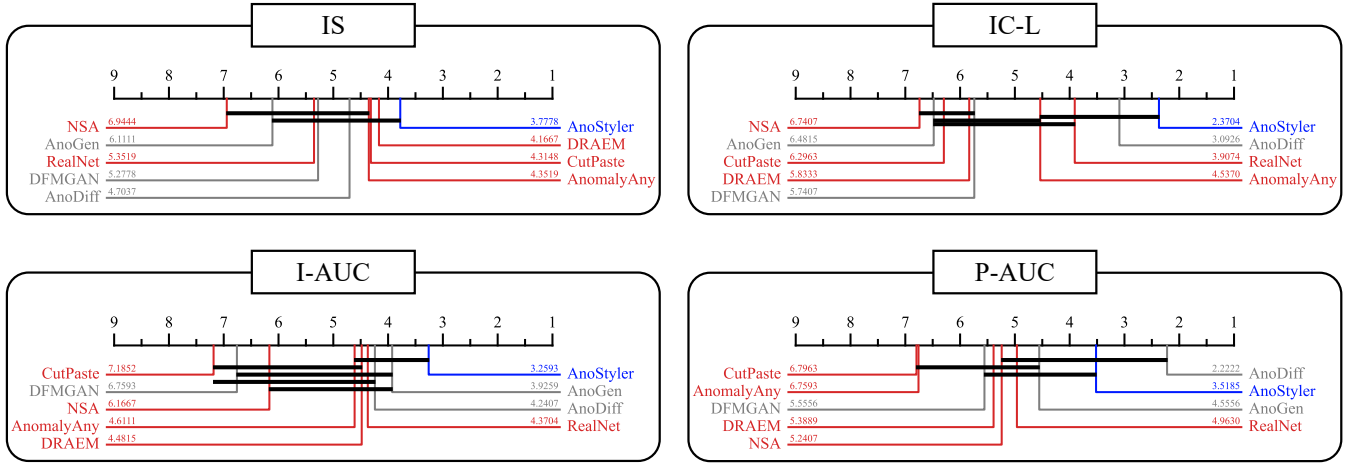 IS
9 8 7 6 5 4 3 2 1
NSA 6.9444 3.7778 AnoStyler
AnoGen 6.1111 4.1667 DRAEM
RealNet 5.3519 4.3148 CutPaste
DFMGAN 5.2778 4.3519 AnomalyAny
AnoDiff 4.7037
IC-L
9 8 7 6 5 4 3 2 1
NSA 6.7407 2.3704 AnoStyler
AnoGen 6.4815 3.0926 AnoDiff
CutPaste 6.2963 3.9074 RealNet
DRAEM 5.8333 4.5370 AnomalyAny
DFMGAN 5.7407
I-AUC
9 8 7 6 5 4 3 2 1
CutPaste 7.1852 3.2593 AnoStyler
DFMGAN 6.7593 3.9259 AnoGen
NSA 6.1667 4.2407 AnoDiff
AnomalyAny 4.6111 4.3704 RealNet
DRAEM 4.4815
P-AUC
9 8 7 6 5 4 3 2 1
CutPaste 6.7963 2.2222 AnoDiff
AnomalyAny 6.7593 3.5185 AnoStyler
DFMGAN 5.5556 4.5556 AnoGen
DRAEM 5.3889 4.9630 RealNet
NSA 5.2407